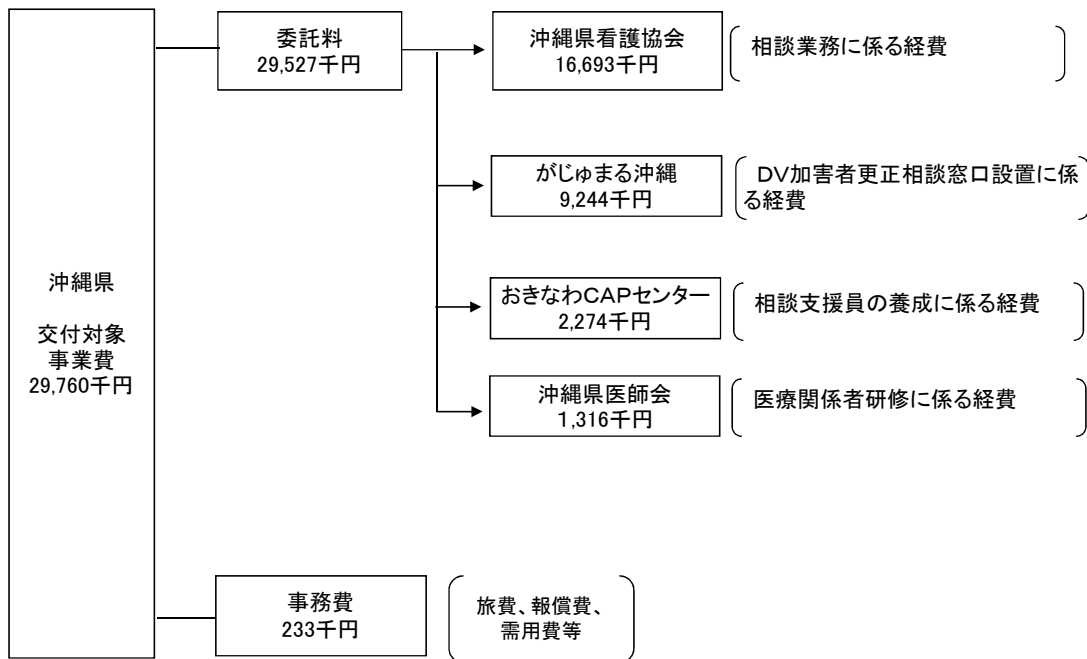 沖縄県
交付対象
事業費
29,760千円
委託料
29,527千円
沖縄県看護協会
16,693千円
相談業務に係る経費
がじゅまる沖縄
9,244千円
DV加害者更正相談窓口設置に係
る経費
おきなわCAPセンター
2,274千円
相談支援員の養成に係る経費
沖縄県医師会
1,316千円
医療関係者研修に係る経費
事務費
233千円
旅費、報償費、
需用費等